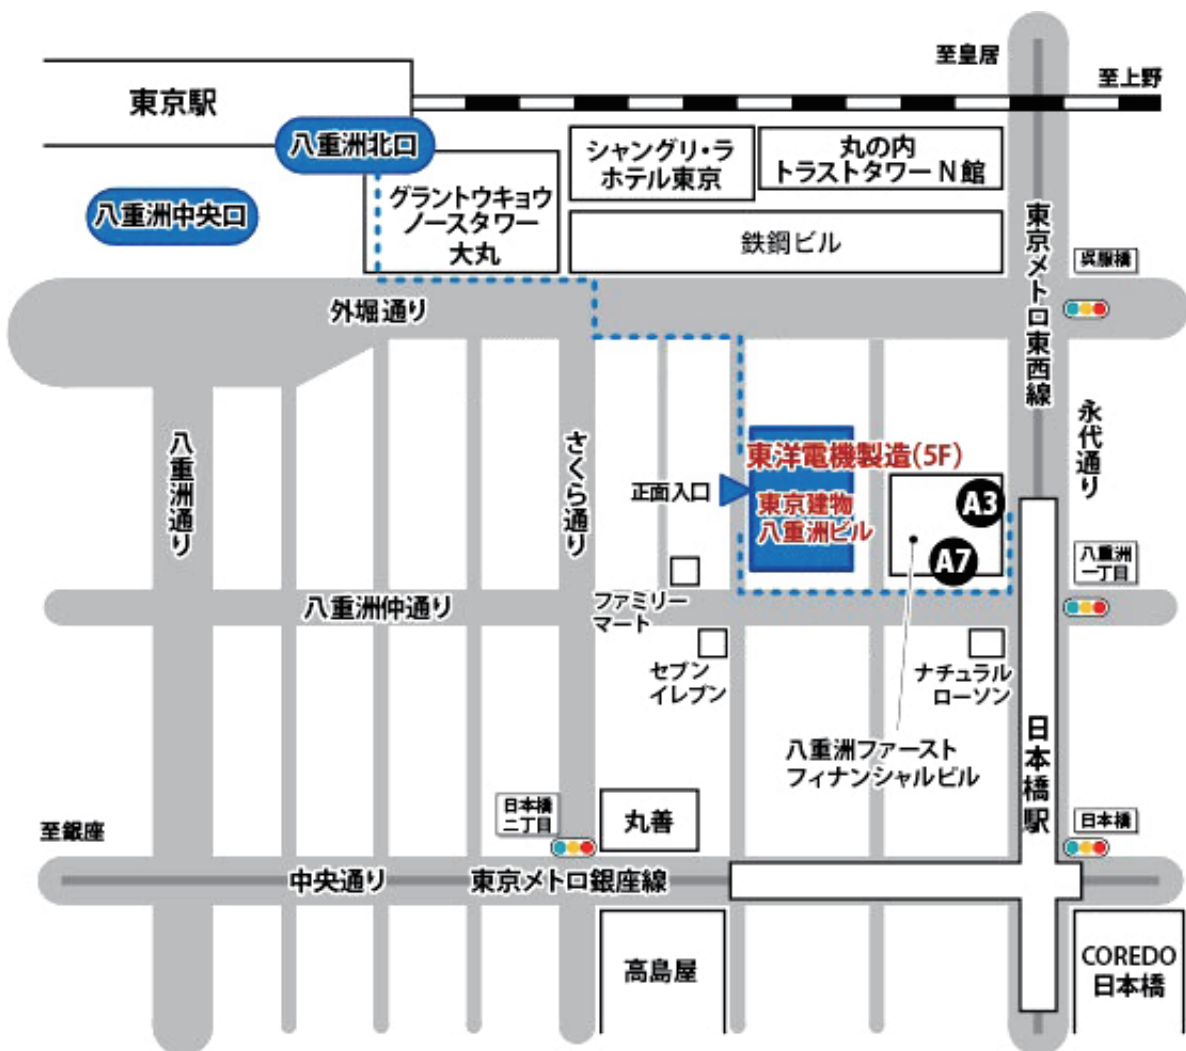 至皇居
至上野
東京駅
八重洲北口
シャングリ・ラ
ホテル東京
丸の内
トラストタワーN館
八重洲中央口
グラントウキョウ
ノースタワー
大丸
鉄鋼ビル
東京メトロ東西線
呉服橋
外堀通り
八重洲通り
さくら通り
永代通り
東洋電機製造(5F)
正面入口
東京建物
八重洲ビル
A3
A7
八重洲
一丁目
八重洲仲通り
ファミリー
マート
セブン
イレブン
ナチュラル
ローソン
八重洲ファースト
フィナンシャルビル
日本橋駅
日本橋
二丁目
丸善
日本橋
至銀座
中央通り
東京メトロ銀座線
高島屋
COREDO
日本橋